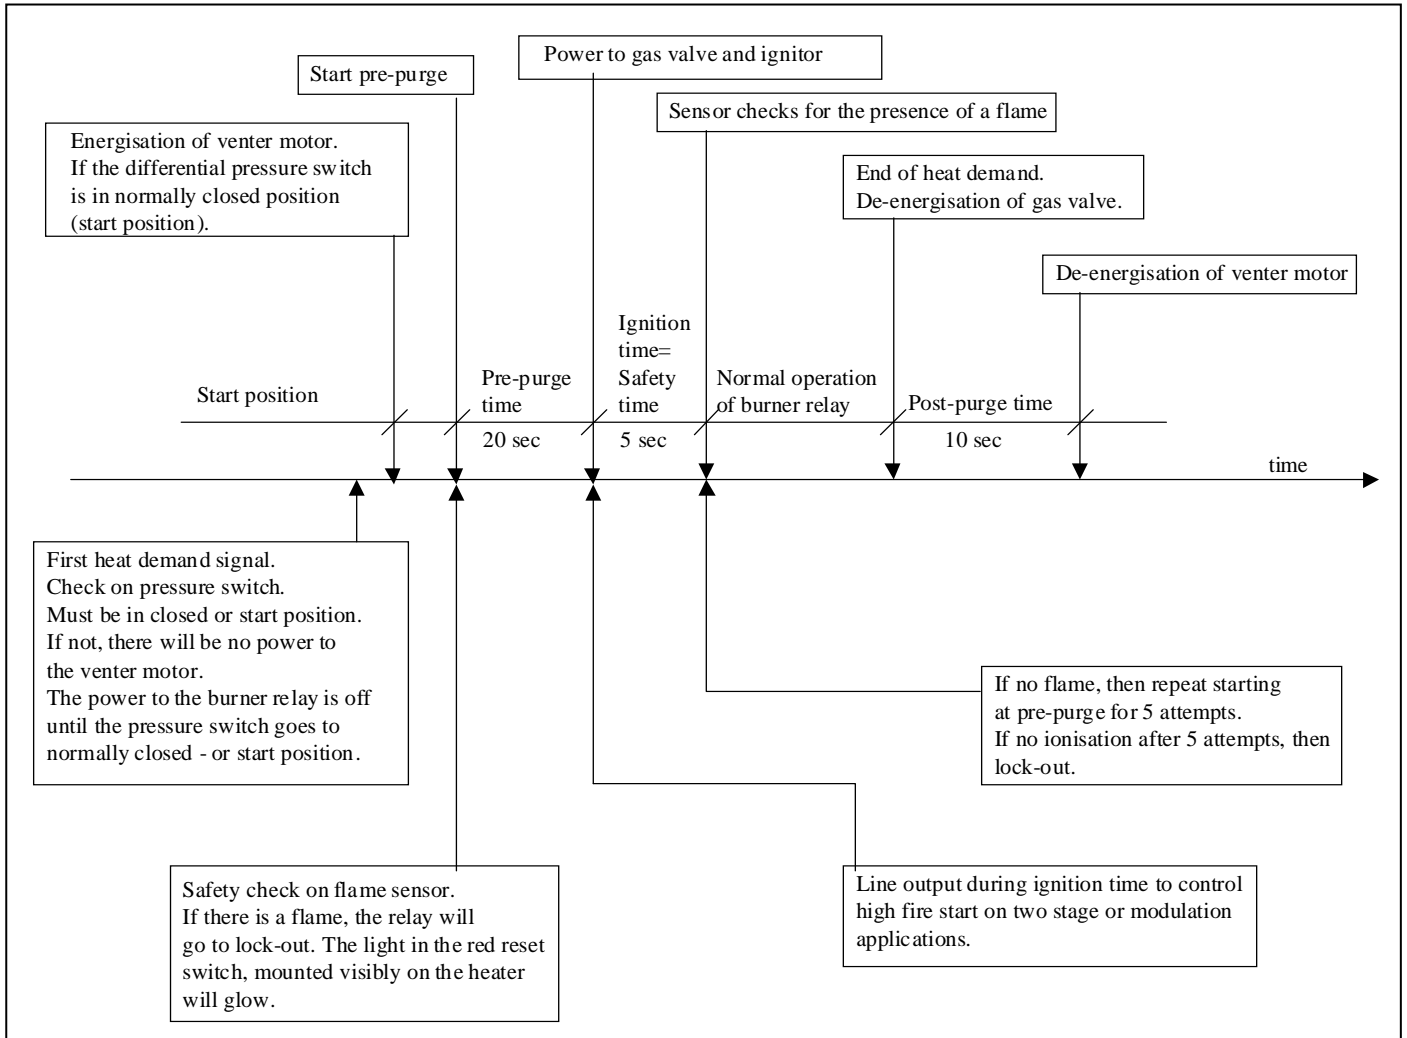 Power to gas valve and ignitor
Start pre-purge
Sensor checks for the presence of a flame
Energisation of venter motor.
If the differential pressure switch
is in normally closed position
(start position).
End of heat demand.
De-energisation of gas valve.
De-energisation of venter motor
Ignition
time=
Safety
time
Start position
Pre-purge
time
Normal operation
of burner relay
Post-purge time
20 sec
5 sec
10 sec
time
First heat demand signal.
Check on pressure switch.
Must be in closed or start position.
If not, there will be no power to
the venter motor.
The power to the burner relay is off
until the pressure switch goes to
normally closed - or start position.
If no flame, then repeat starting
at pre-purge for 5 attempts.
If no ionisation after 5 attempts, then
lock-out.
Safety check on flame sensor.
If there is a flame, the relay will
go to lock-out. The light in the red reset
switch, mounted visibly on the heater
will glow.
Line output during ignition time to control
high fire start on two stage or modulation
applications.